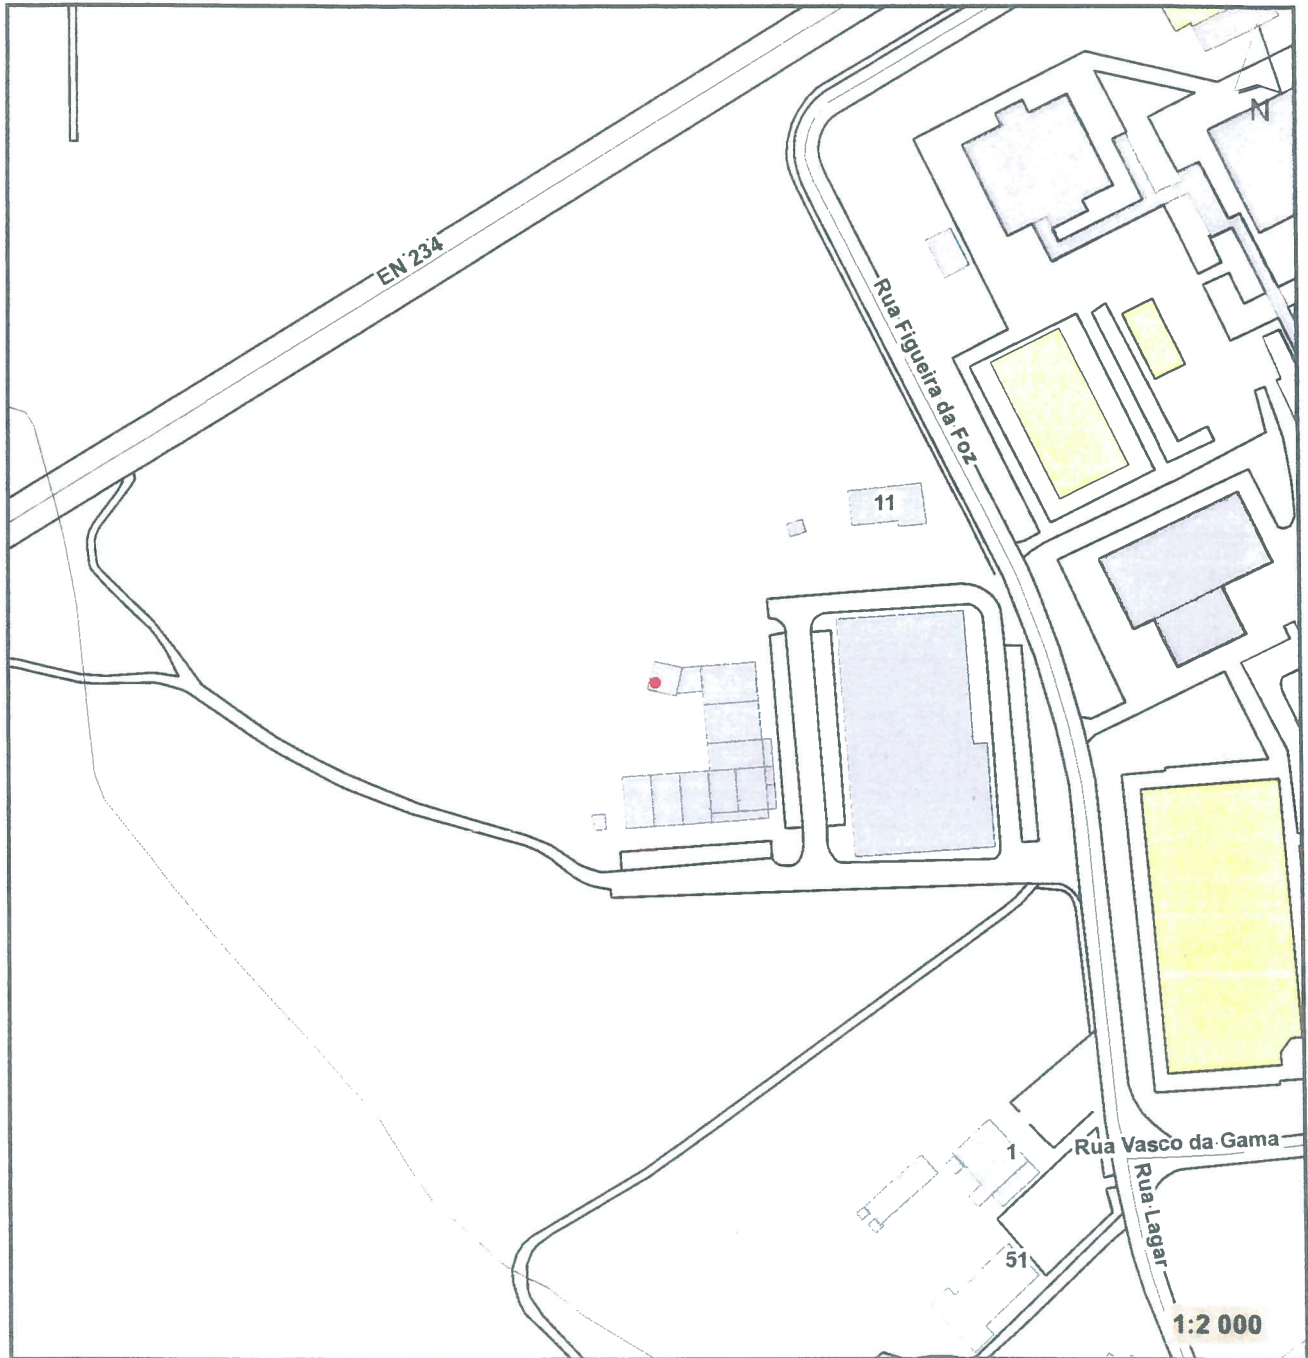 N
EN 234
Rua Figueira da Foz
11
1
Rua Vasco da Gama
Rua Lagar
51
1:2 000